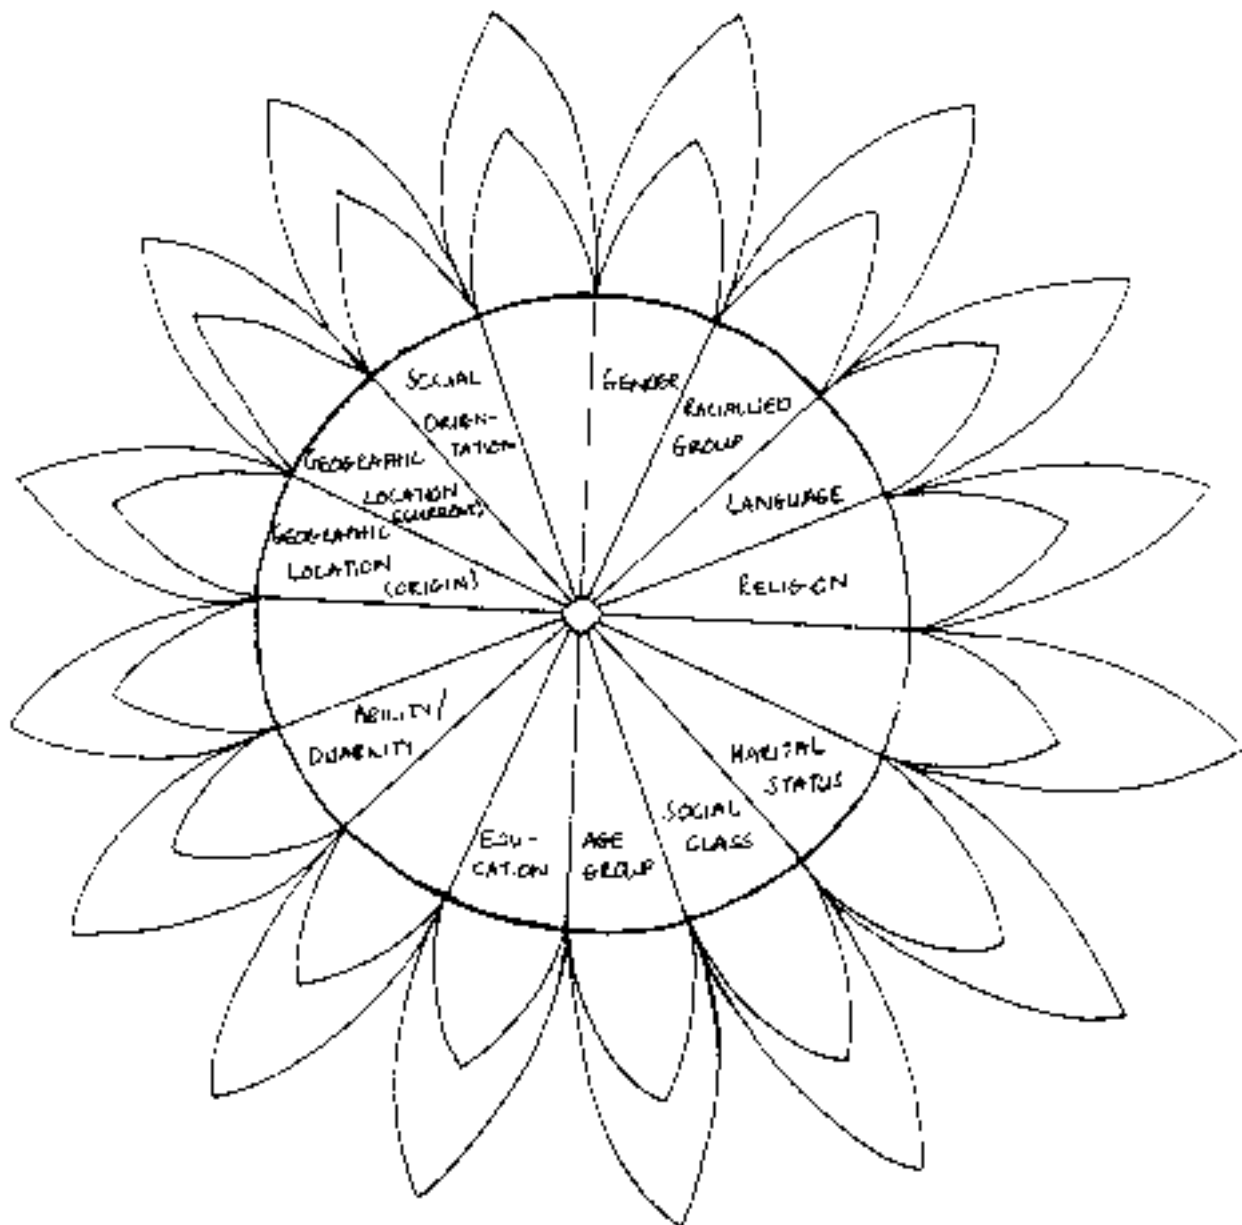 GENDER
RACIALIZED
GROUP
LANGUAGE
RELIGION
MARITAL
STATUS
SOCIAL
CLASS
AGE
GROUP
EDU-
CATION
ABILITY/
DISABILITY
GEOGRAPHIC
LOCATION
(ORIGIN)
GEOGRAPHIC
LOCATION
(CURRENT)
SEXUAL
ORIEN-
TATION